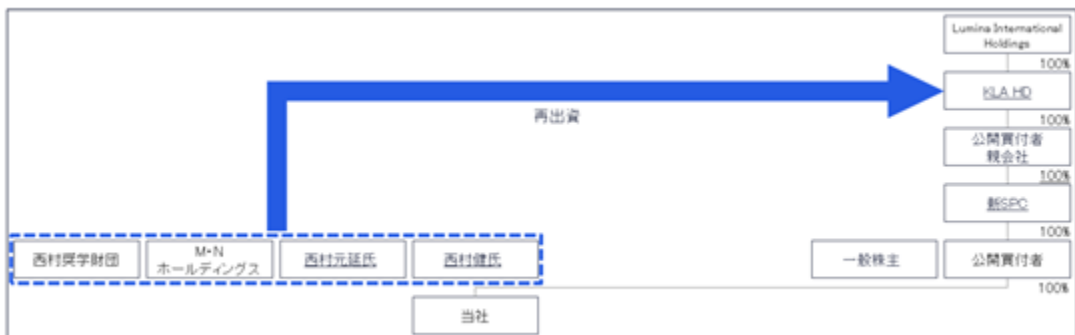 Lumina International
Holdings
100%
KLA HD
再出資
100%
公開買付者
親会社
100%
新SPC
100%
西村奨学財団
M・N
ホールディングス
西村元延氏
西村健氏
一般株主
公開買付者
100%
当社